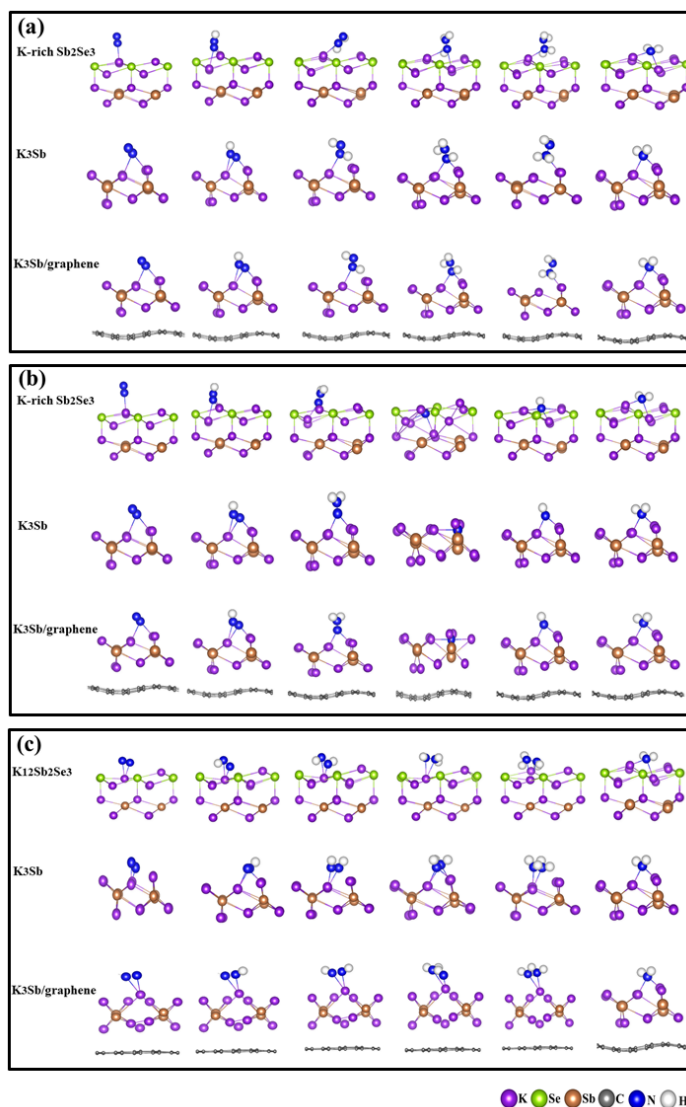 (a)
K-rich Sb2Se3
K3Sb
K3Sb/graphene
(b)
K-rich Sb2Se3
K3Sb
K3Sb/graphene
(c)
K12Sb2Se3
K3Sb
K3Sb/graphene
K Se Sb C N H